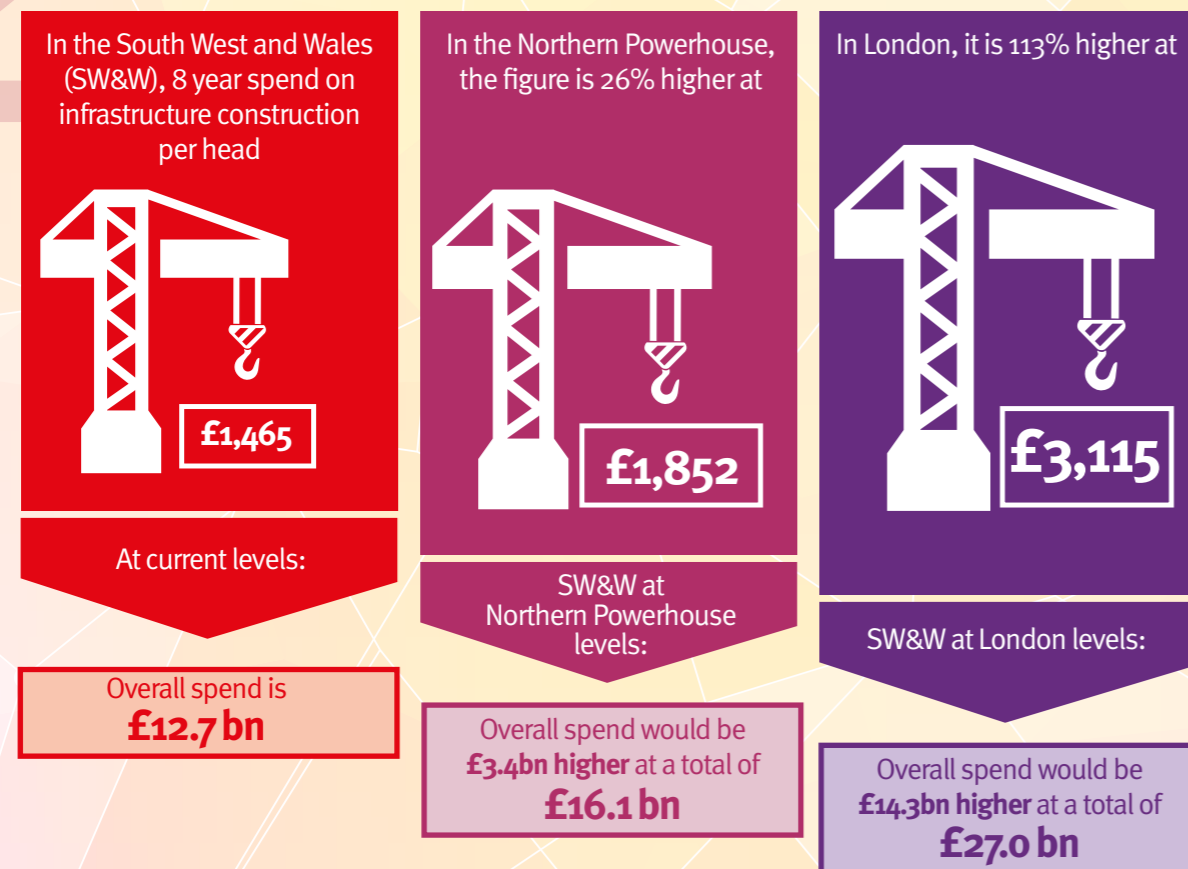 In the South West and Wales
(SW&W), 8 year spend on
infrastructure construction
per head
£1,465
At current levels:
Overall spend is
£12.7 bn
In the Northern Powerhouse,
the figure is 26% higher at
£1,852
SW&W at
Northern Powerhouse
levels:
Overall spend would be
£3.4bn higher at a total of
£16.1 bn
In London, it is 113% higher at
£3,115
SW&W at London levels:
Overall spend would be
£14.3bn higher at a total of
£27.0 bn